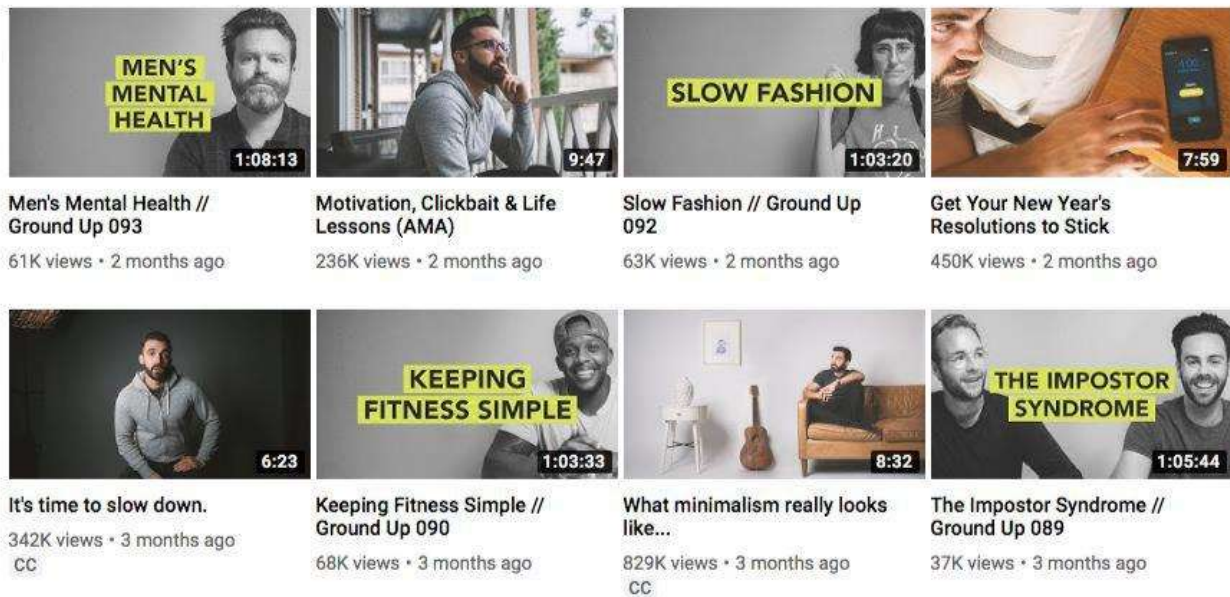 MEN'S
MENTAL
HEALTH
1:08:13
Men's Mental Health //
Ground Up 093
61K views • 2 months ago
9:47
Motivation, Clickbait & Life
Lessons (AMA)
236K views • 2 months ago
SLOW FASHION
1:03:20
Slow Fashion // Ground Up
092
63K views • 2 months ago
7:59
Get Your New Year's
Resolutions to Stick
450K views • 2 months ago
6:23
It's time to slow down.
342K views • 3 months ago
CC
KEEPING
FITNESS SIMPLE
1:03:33
Keeping Fitness Simple //
Ground Up 090
68K views • 3 months ago
8:32
What minimalism really looks
like...
829K views • 3 months ago
CC
THE IMPOSTOR
SYNDROME
1:05:44
The Impostor Syndrome //
Ground Up 089
37K views • 3 months ago